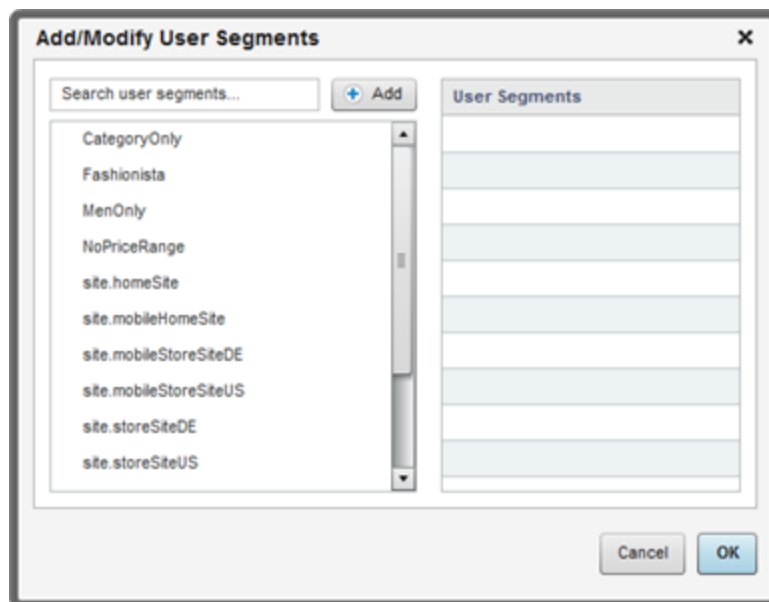 Add/Modify User Segments
Search user segments...
Add
User Segments
CategoryOnly
Fashionista
MenOnly
NoPriceRange
site.homeSite
site.mobileHomeSite
site.mobileStoreSiteDE
site.mobileStoreSiteUS
site.storeSiteDE
site.storeSiteUS
Cancel
OK